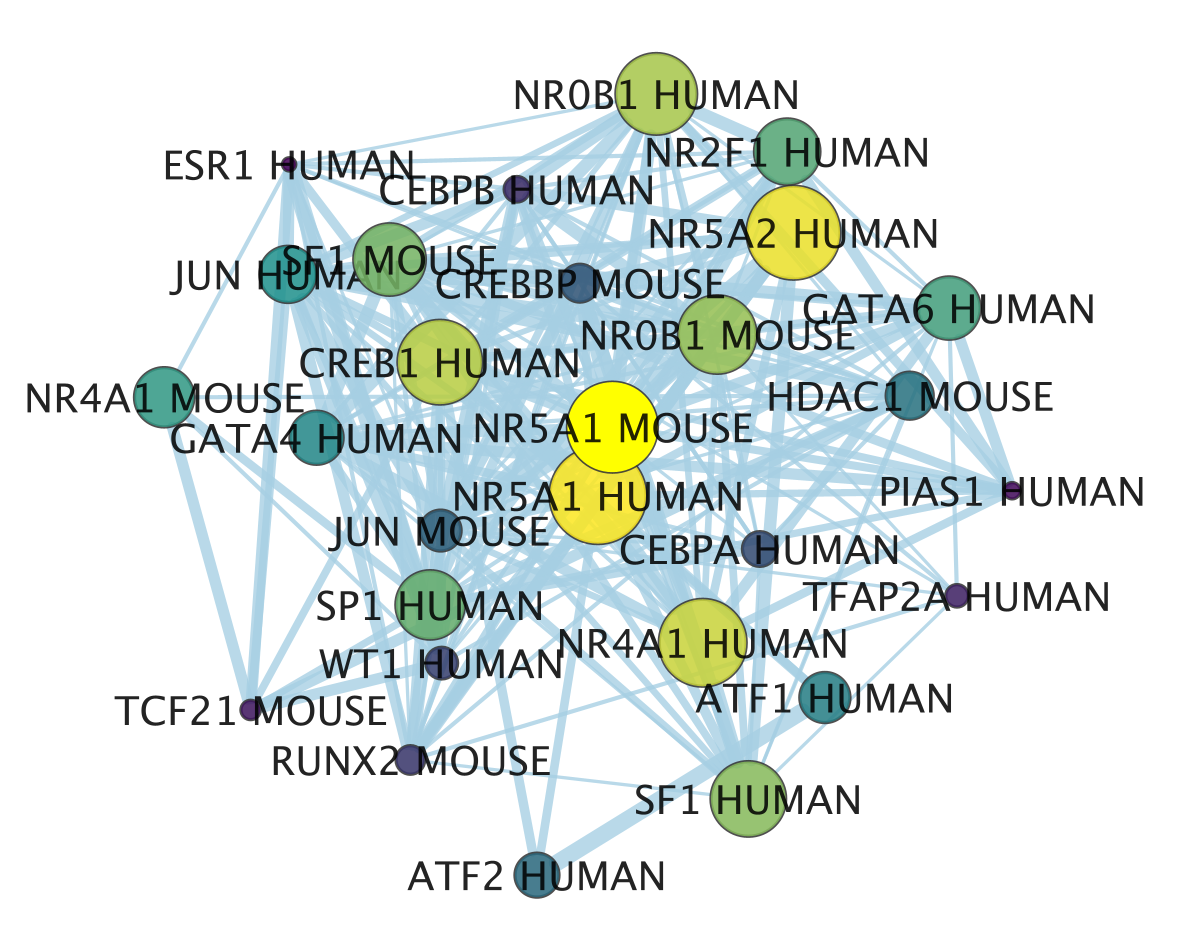 NR0B1 HUMAN
NR2F1 HUMAN
ESR1 HUMAN
CEBPB HUMAN
NR5A2 HUMAN
SF1 MOUSE
JUN HUMAN
CREBBP MOUSE
GATA6 HUMAN
NR0B1 MOUSE
CREB1 HUMAN
NR4A1 MOUSE
HDAC1 MOUSE
NR5A1 MOUSE
GATA4 HUMAN
NR5A1 HUMAN
PIAS1 HUMAN
JUN MOUSE
CEBPA HUMAN
TFAP2A HUMAN
SP1 HUMAN
NR4A1 HUMAN
WT1 HUMAN
ATF1 HUMAN
TCF21 MOUSE
RUNX2 MOUSE
SF1 HUMAN
ATF2 HUMAN